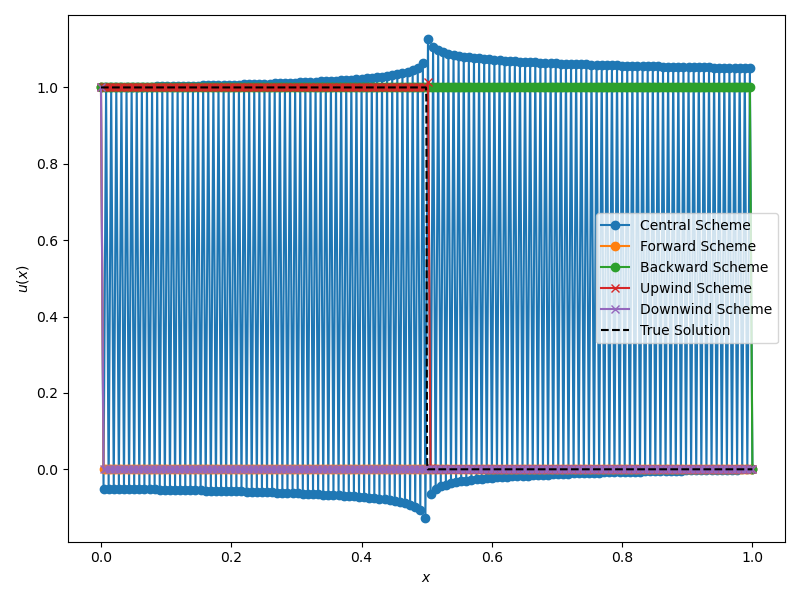 1.0
0.8
0.6
0.4
0.2
0.0
u(x)
Central Scheme
Forward Scheme
Backward Scheme
Upwind Scheme
Downwind Scheme
True Solution
0.0 0.2 0.4 0.6 0.8 1.0
x